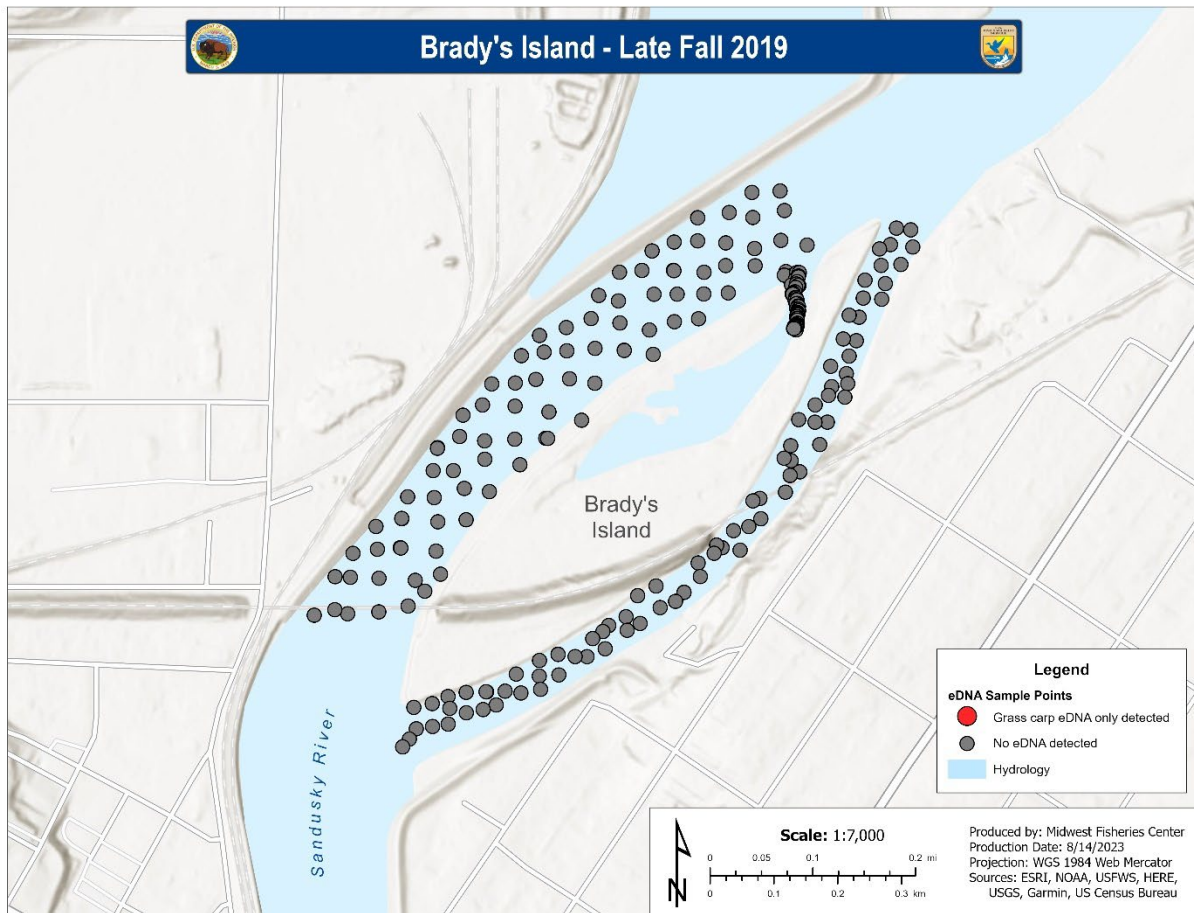 Brady's Island - Late Fall 2019
Brady's
Island
Sandusky River
Legend
eDNA Sample Points
Grass carp eDNA only detected
No eDNA detected
Hydrology
N
Scale: 1:7,000
0 0.05 0.1 0.2 mi
0 0.1 0.2 0.3 km
Produced by: Midwest Fisheries Center
Production Date: 8/14/2023
Projection: WGS 1984 Web Mercator
Sources: ESRI, NOAA, USFWS, HERE,
USGS, Garmin, US Census Bureau